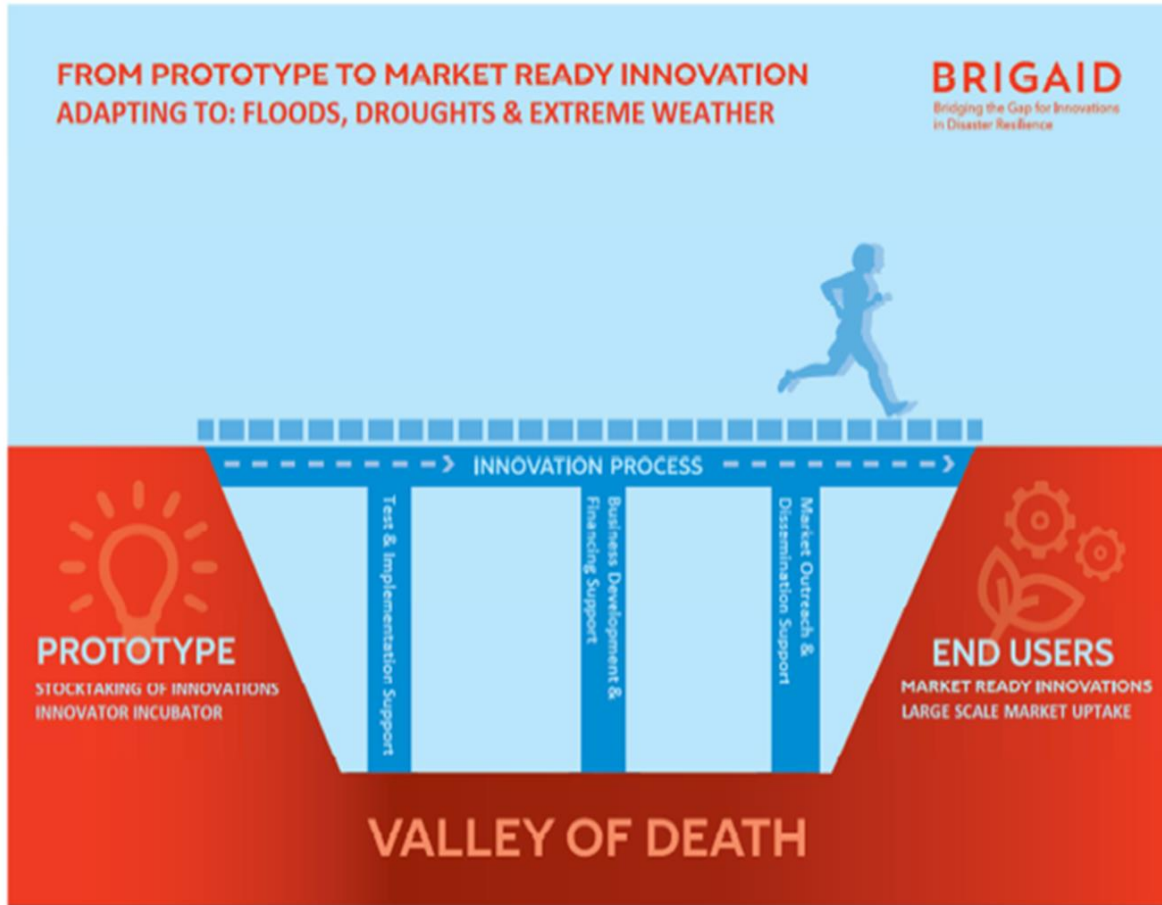 FROM PROTOTYPE TO MARKET READY INNOVATION
ADAPTING TO: FLOODS, DROUGHTS & EXTREME WEATHER
BRIGAID
Bridging the Gap for Innovations
in Disaster Resilience
INNOVATION PROCESS
Test & Implementation Support
Business Development &
Financing Support
Market Outreach &
Dissemination Support
PROTOTYPE
STOCKTAKING OF INNOVATIONS
INNOVATOR INCUBATOR
END USERS
MARKET READY INNOVATIONS
LARGE SCALE MARKET UPTAKE
VALLEY OF DEATH